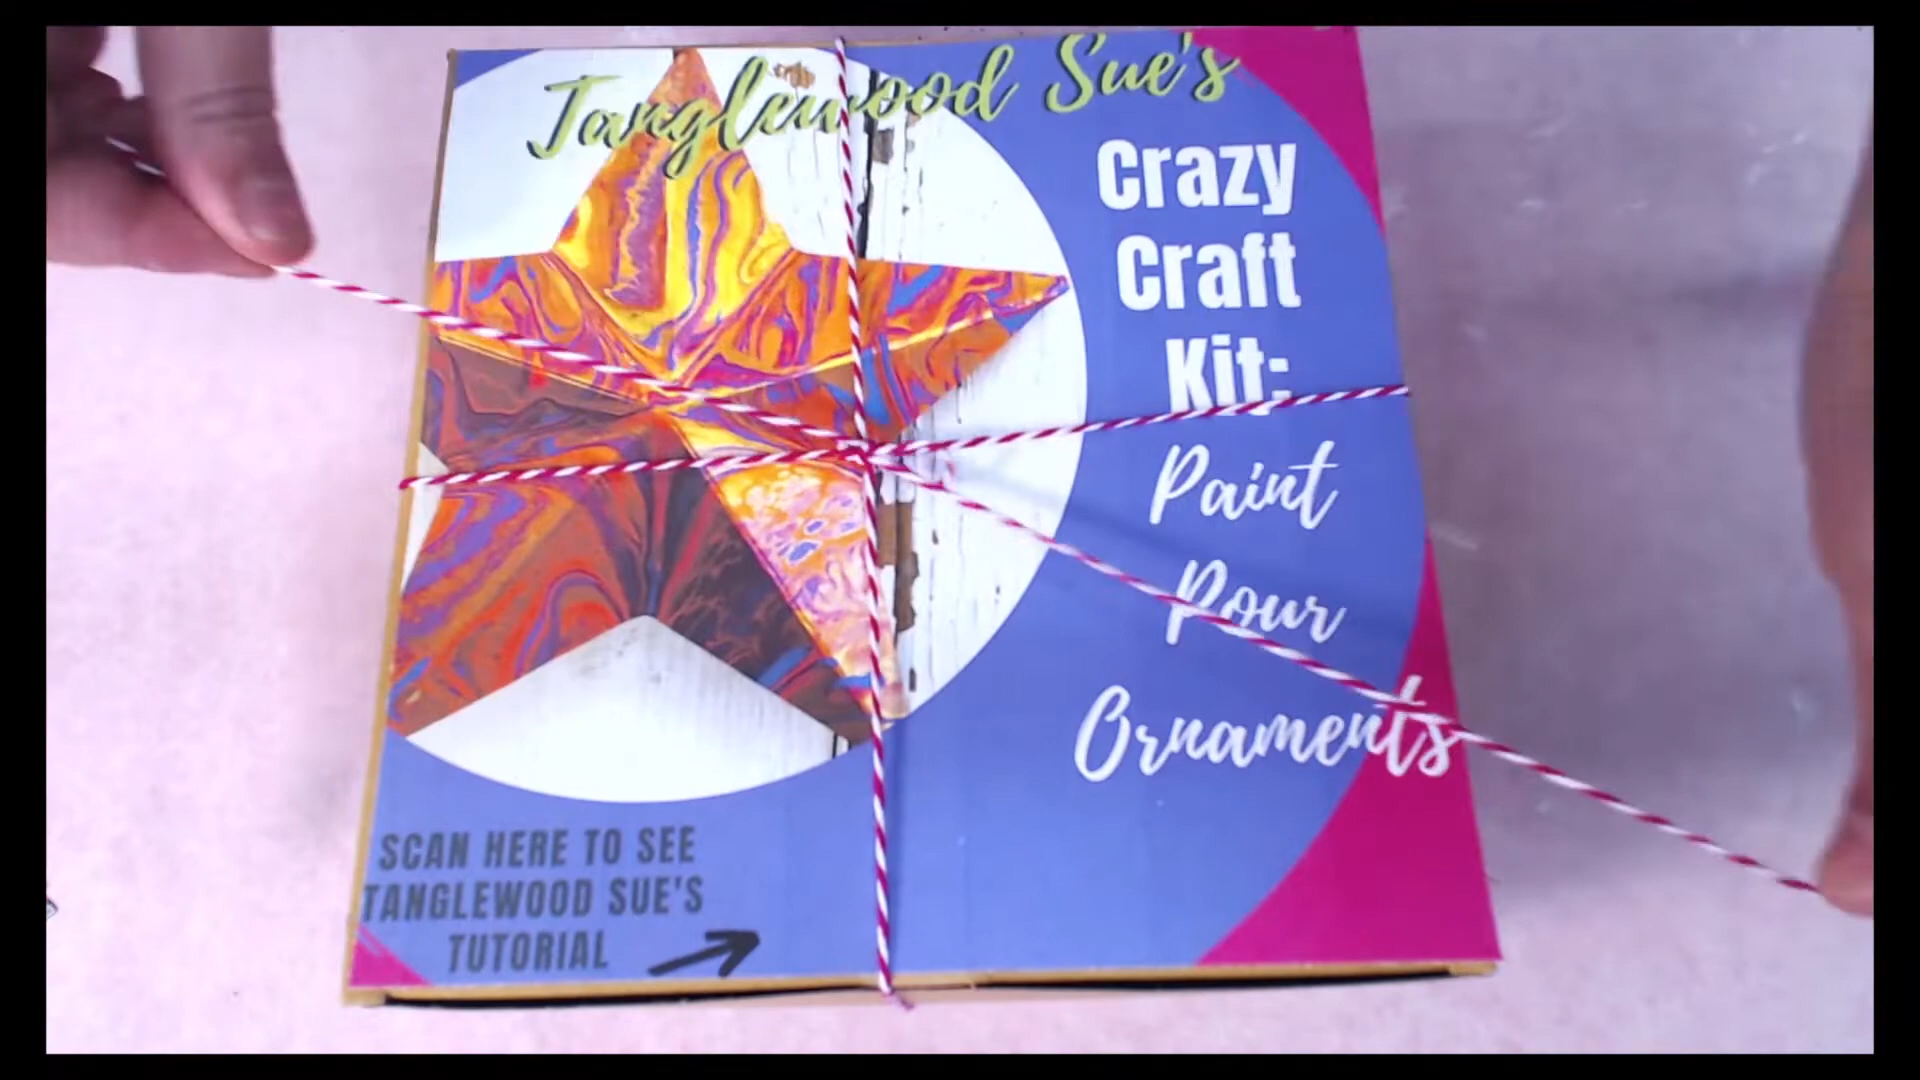 Tanglewood Sue's
Crazy
Craft
Kit:
Paint
Pour
Ornaments
SCAN HERE TO SEE
TANGLEWOOD SUE'S
TUTORIAL